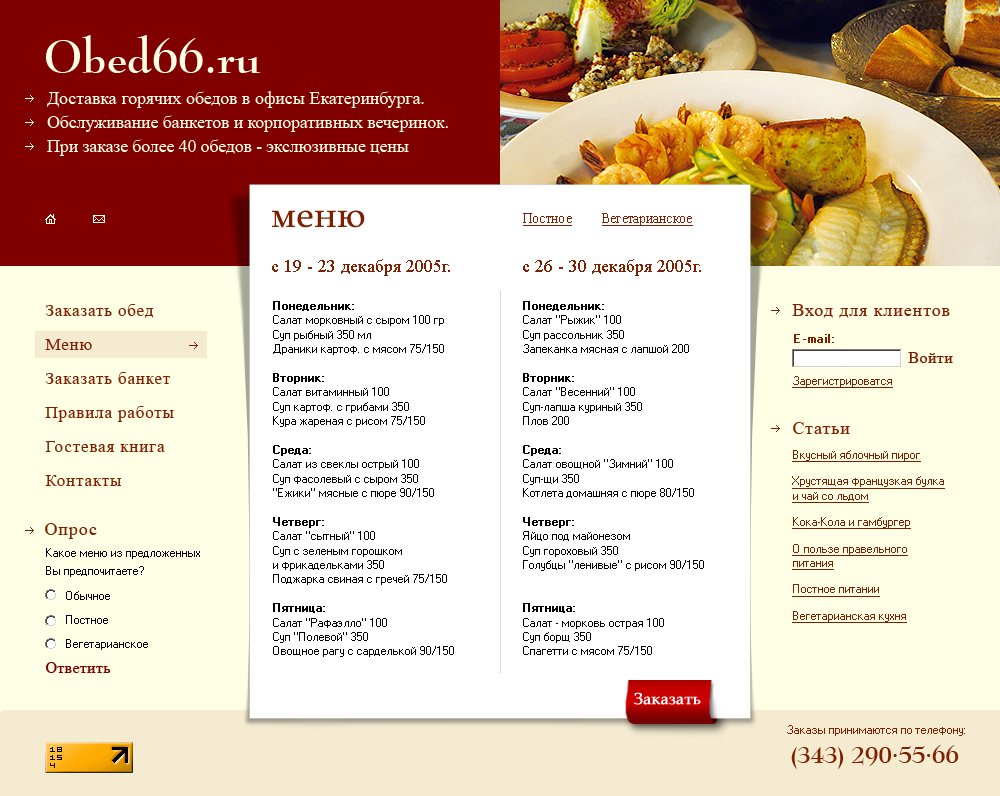 Obed66.ru
Доставка горячих обедов в офисы Екатеринбурга.
Обслуживание банкетов и корпоративных вечеринок.
При заказе более 40 обедов - экслюзивные цены
меню
Постное Вегетарианское
с 19 - 23 декабря 2005г.
Понедельник:
Салат морковный с сыром 100 гр
Суп рыбный 350 мл
Драники картоф. с мясом 75/150
Вторник:
Салат витаминный 100
Суп картоф. с грибами 350
Кура жареная с рисом 75/150
Среда:
Салат из свеклы острый 100
Суп фасолевый с сыром 350
"Ежики" мясные с пюре 90/150
Четверг:
Салат "сытный" 100
Суп с зеленым горошком
и фрикадельками 350
Поджарка свиная с гречей 75/150
Пятница:
Салат "Рафаэлло" 100
Суп "Полевой" 350
Овощное рагу с сарделькой 90/150
с 26 - 30 декабря 2005г.
Понедельник:
Салат "Рыжик" 100
Суп рассольник 350
Запеканка мясная с лапшой 200
Вторник:
Салат "Весенний" 100
Суп-лапша куриный 350
Плов 200
Среда:
Салат овощной "Зимний" 100
Суп-щи 350
Котлета домашняя с пюре 80/150
Четверг:
Яйцо под майонезом
Суп гороховый 350
Голубцы "ленивые" с рисом 90/150
Пятница:
Салат - морковь острая 100
Суп борщ 350
Спагетти с мясом 75/150
Заказать
Заказать обед
Меню
Заказать банкет
Правила работы
Гостевая книга
Контакты
Опрос
Какое меню из предложенных
Вы предпочитаете?
Обычное
Постное
Вегетарианское
Ответить
Вход для клиентов
E-mail:
Войти
Зарегистрироватся
Статьи
Вкусный яблочный пирог
Хрустящая французкая булка
и чай со льдом
Кока-Кола и гамбургер
О пользе правельного
питания
Постное питании
Вегетарианская кухня
18
15
4
Заказы принимаются по телефону:
(343) 290·55·66